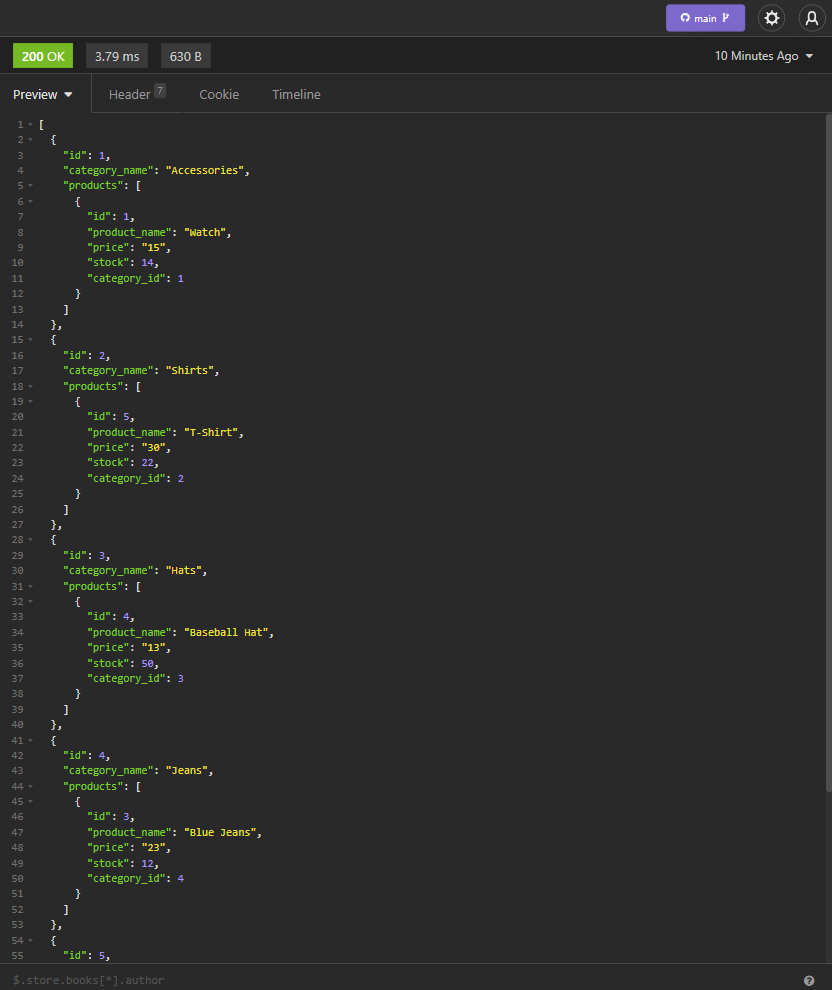 main
200 OK 3.79 ms 630 B 10 Minutes Ago
Preview Header 7 Cookie Timeline
1 [
2 {
3 "id": 1,
4 "category_name": "Accessories",
5 "products": [
6 {
7 "id": 1,
8 "product_name": "Watch",
9 "price": "15",
10 "stock": 14,
11 "category_id": 1
12 }
13 ]
14 },
15 {
16 "id": 2,
17 "category_name": "Shirts",
18 "products": [
19 {
20 "id": 5,
21 "product_name": "T-Shirt",
22 "price": "30",
23 "stock": 22,
24 "category_id": 2
25 }
26 ]
27 },
28 {
29 "id": 3,
30 "category_name": "Hats",
31 "products": [
32 {
33 "id": 4,
34 "product_name": "Baseball Hat",
35 "price": "13",
36 "stock": 50,
37 "category_id": 3
38 }
39 ]
40 },
41 {
42 "id": 4,
43 "category_name": "Jeans",
44 "products": [
45 {
46 "id": 3,
47 "product_name": "Blue Jeans",
48 "price": "23",
49 "stock": 12,
50 "category_id": 4
51 }
52 ]
53 },
54 {
55 "id": 5,
$.store.books[*].author